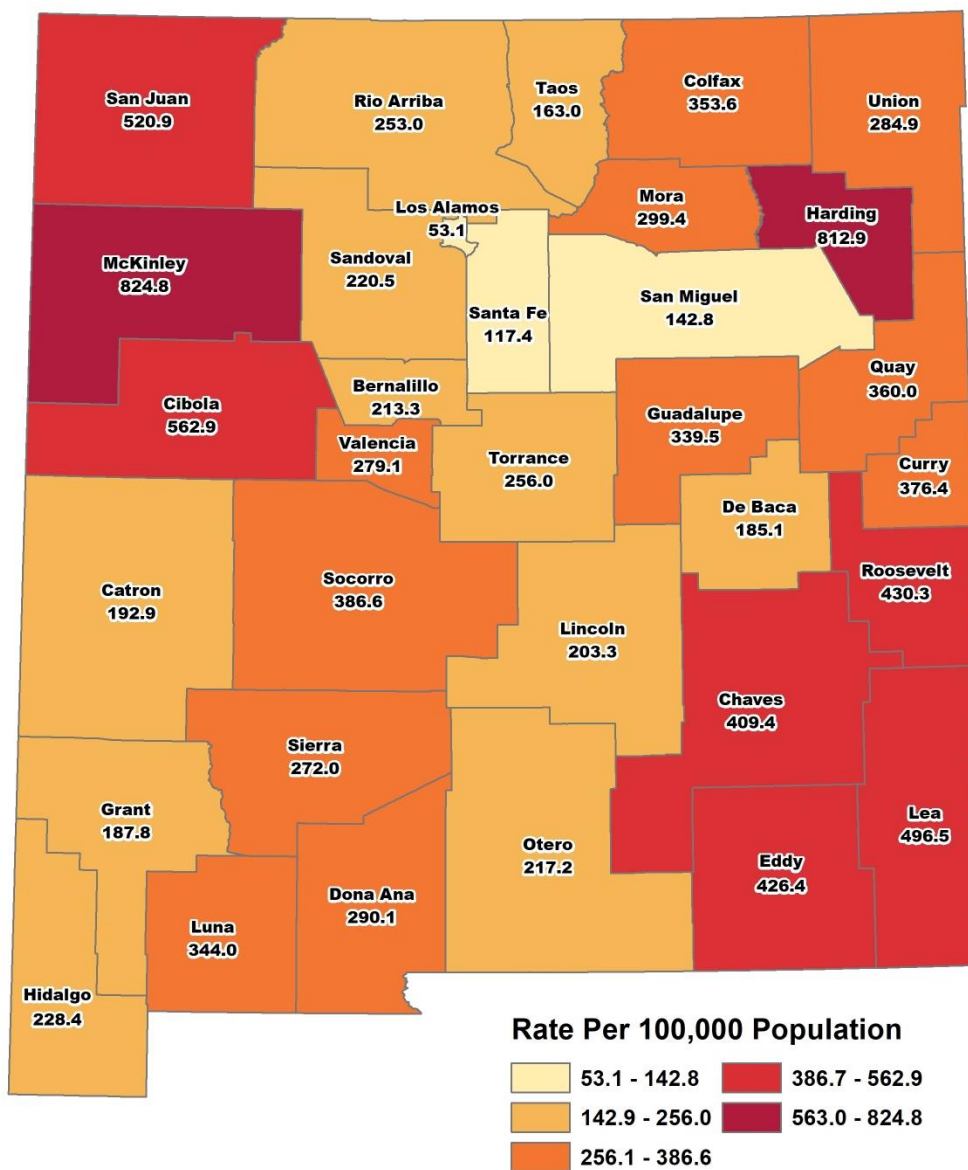 San Juan
520.9
Rio Arriba
253.0
Taos
163.0
Colfax
353.6
Union
284.9
Mora
299.4
Harding
812.9
Los Alamos
53.1
McKinley
824.8
Sandoval
220.5
Santa Fe
117.4
San Miguel
142.8
Quay
360.0
Cibola
562.9
Bernalillo
213.3
Valencia
279.1
Torrance
256.0
Guadalupe
339.5
Curry
376.4
De Baca
185.1
Catron
192.9
Socorro
386.6
Roosevelt
430.3
Lincoln
203.3
Chaves
409.4
Sierra
272.0
Grant
187.8
Otero
217.2
Lea
496.5
Eddy
426.4
Dona Ana
290.1
Luna
344.0
Hidalgo
228.4
Rate Per 100,000 Population
53.1 - 142.8
142.9 - 256.0
256.1 - 386.6
386.7 - 562.9
563.0 - 824.8